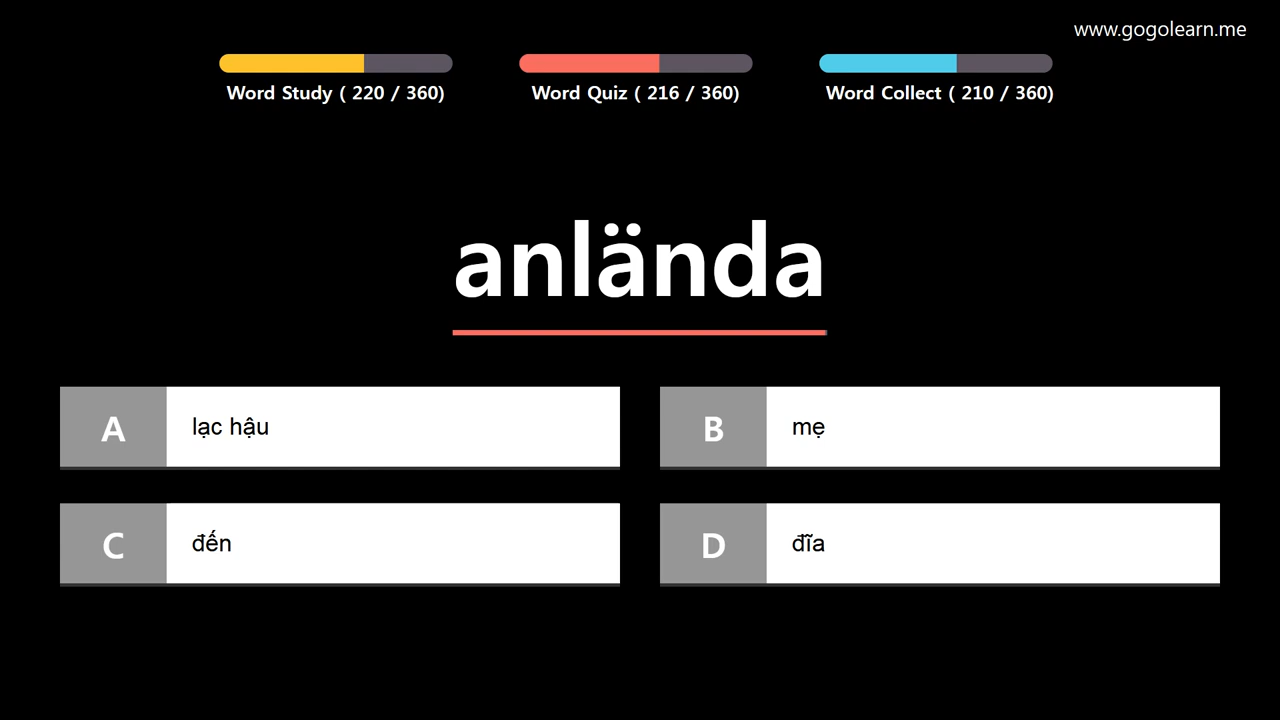 www.gogolearn.me
Word Study ( 220 / 360)
Word Quiz ( 216 / 360)
Word Collect ( 210 / 360)
anlända
A
lạc hậu
B
mẹ
C
đến
D
đĩa